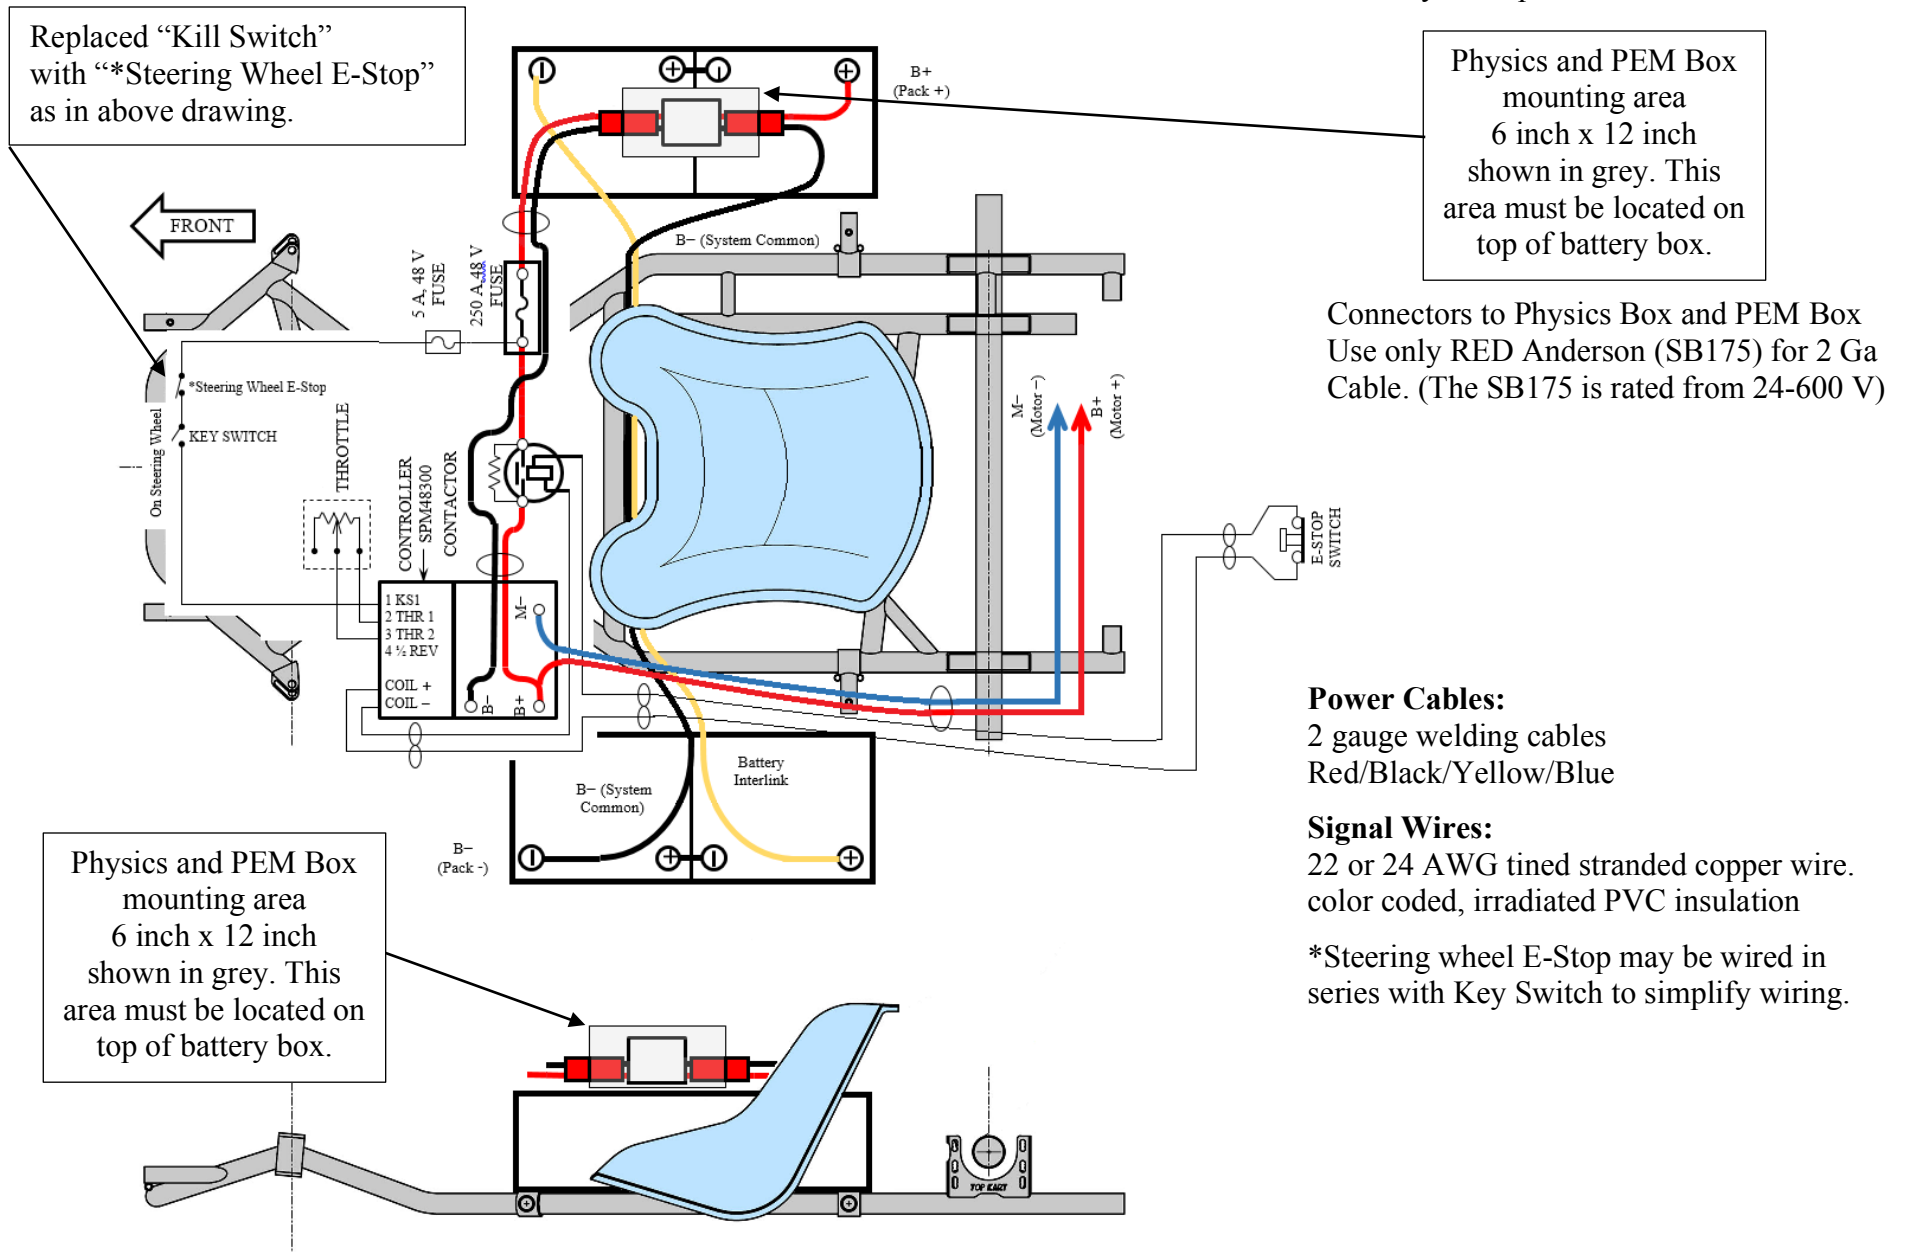 Replaced “Kill Switch”
with “*Steering Wheel E-Stop”
as in above drawing.
B+
(Pack +)
Physics and PEM Box
mounting area
6 inch x 12 inch
shown in grey. This
area must be located on
top of battery box.
FRONT
B− (System Common)
5 A, 48 V
FUSE
250 A,48 V
FUSE
Connectors to Physics Box and PEM Box
Use only RED Anderson (SB175) for 2 Ga
Cable. (The SB175 is rated from 24-600 V)
*Steering Wheel E-Stop
KEY SWITCH
On Steering Wheel
THROTTLE
CONTROLLER
SPM48300
CONTACTOR
M−
(Motor −)
B+
(Motor +)
E-STOP
SWITCH
1 KS1
2 THR 1
3 THR 2
4 ½ REV
COIL +
COIL −
M−
B−
B+
Power Cables:
2 gauge welding cables
Red/Black/Yellow/Blue
Battery
Interlink
B− (System
Common)
B−
(Pack -)
Signal Wires:
22 or 24 AWG tined stranded copper wire.
color coded, irradiated PVC insulation
*Steering wheel E-Stop may be wired in
series with Key Switch to simplify wiring.
Physics and PEM Box
mounting area
6 inch x 12 inch
shown in grey. This
area must be located on
top of battery box.
TOP KART